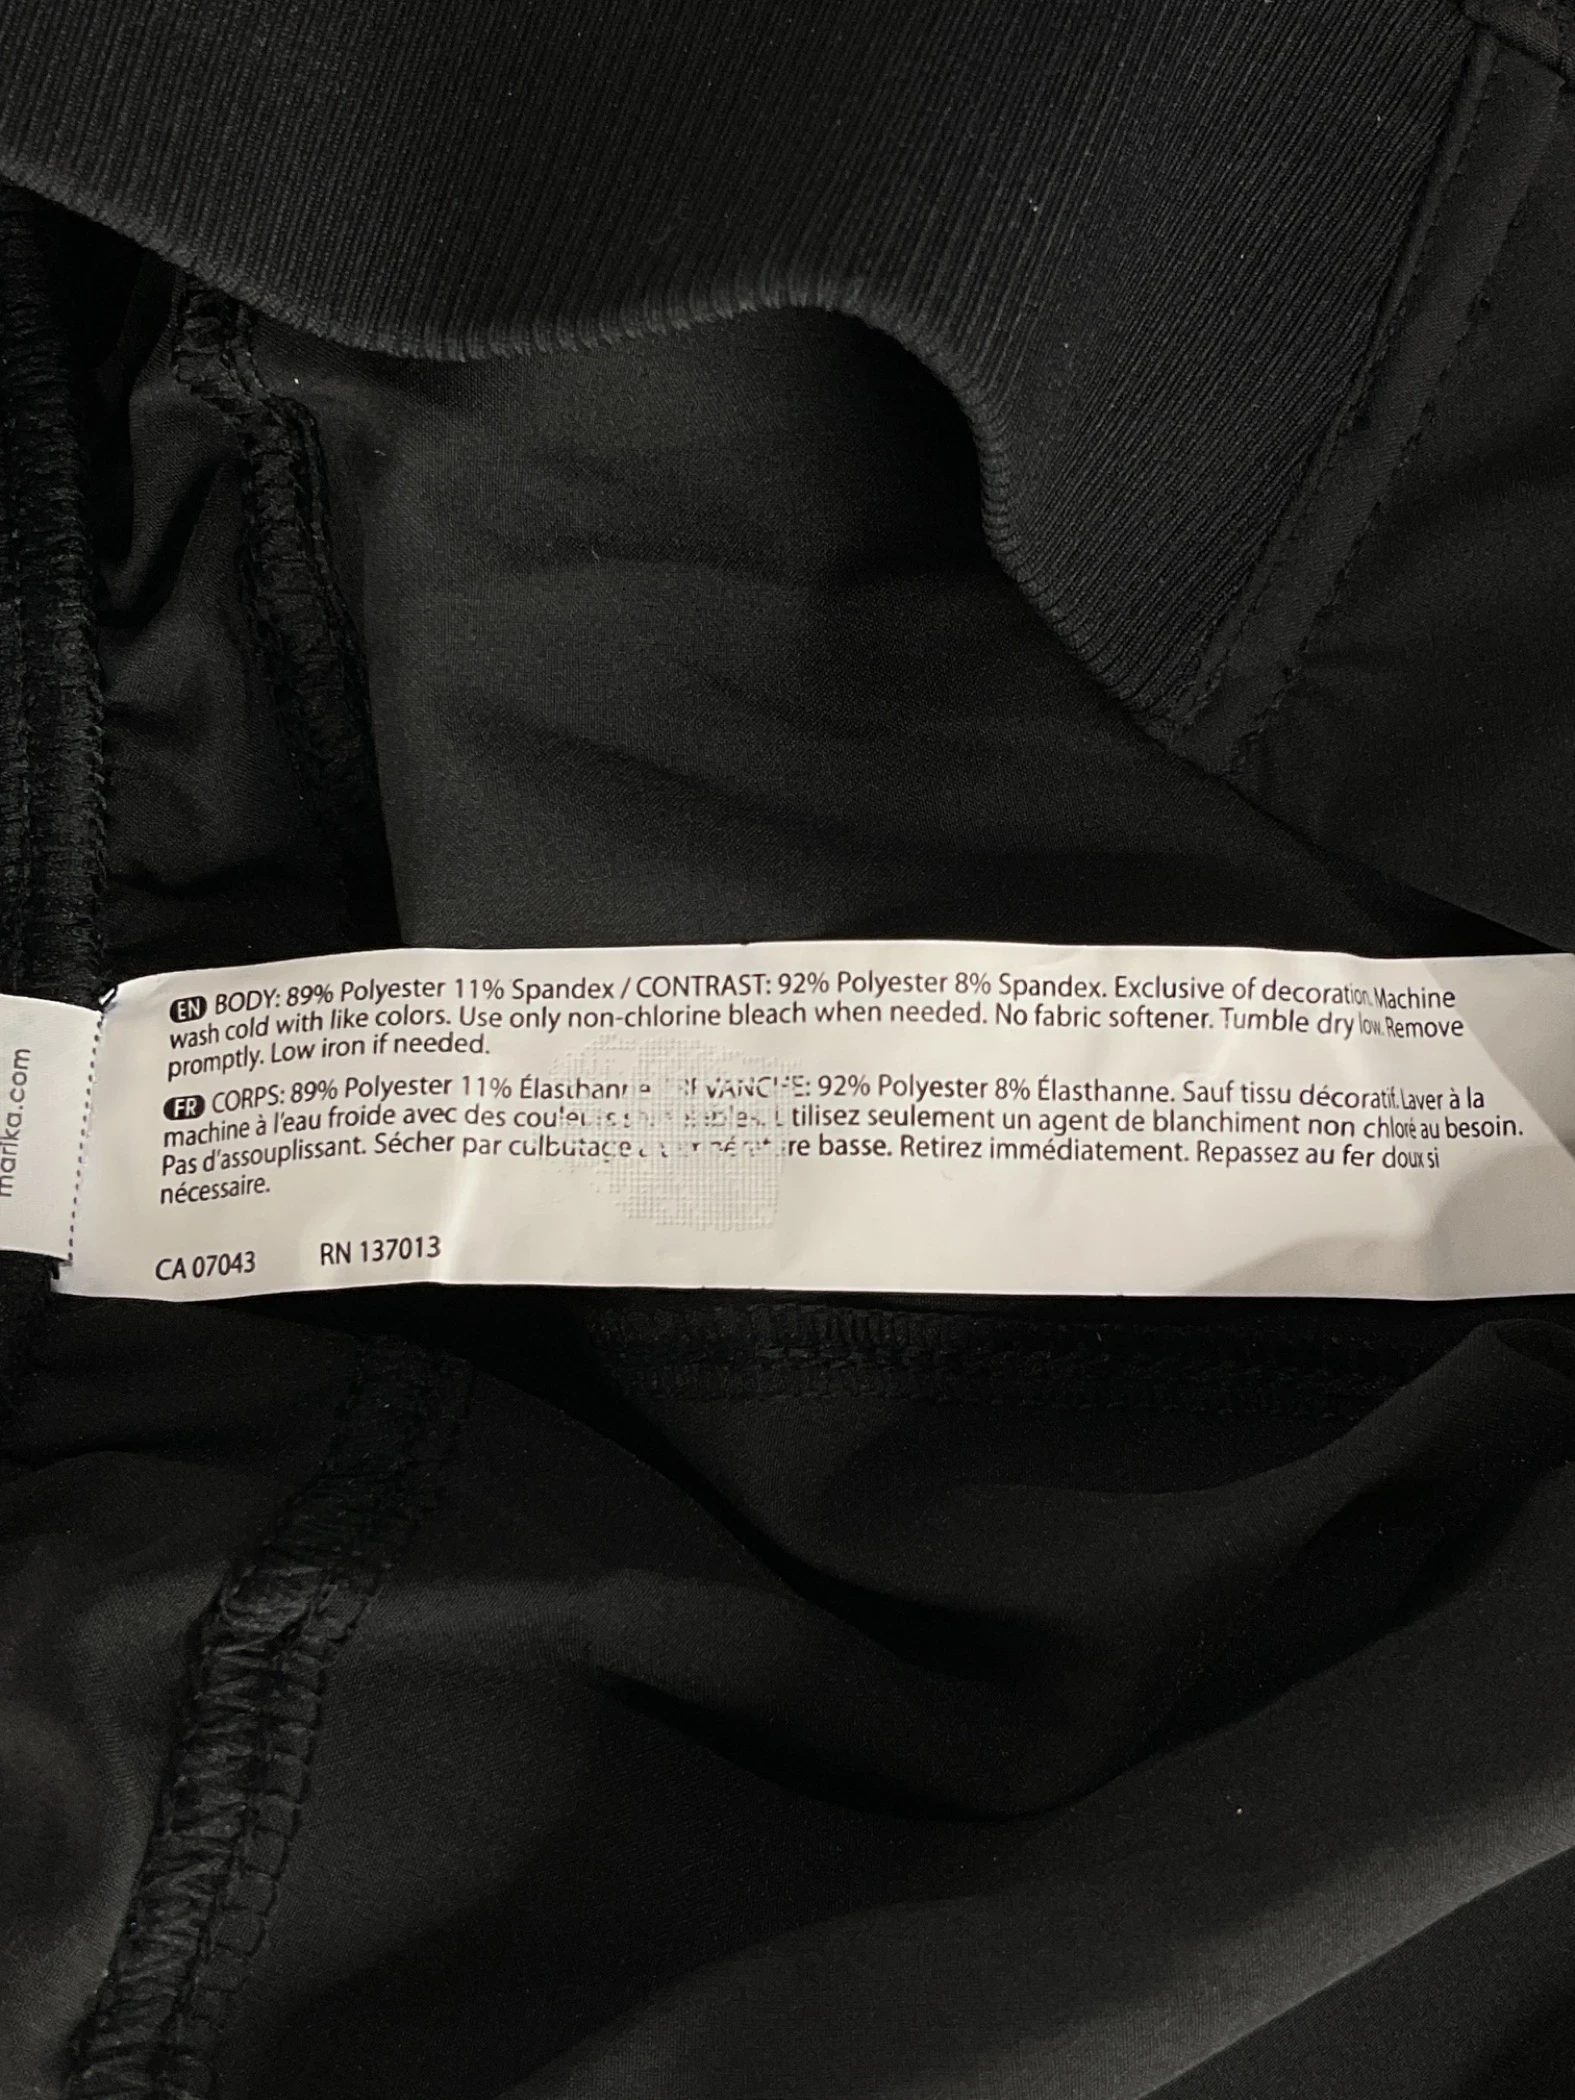 marika.com
EN BODY: 89% Polyester 11% Spandex / CONTRAST: 92% Polyester 8% Spandex. Exclusive of decoration. Machine
wash cold with like colors. Use only non-chlorine bleach when needed. No fabric softener. Tumble dry low. Remove
promptly. Low iron if needed.
FR CORPS: 89% Polyester 11% Élasthanne 92% Polyester 8% Élasthanne. Sauf tissu décoratif. Laver à la
machine à l'eau froide avec des tilisez seulement un agent de blanchiment non chloré au besoin.
Pas d'assouplissant. Sécher par culbutage re basse. Retirez immédiatement. Repassez au fer doux si
nécessaire.
CA 07043 RN 137013